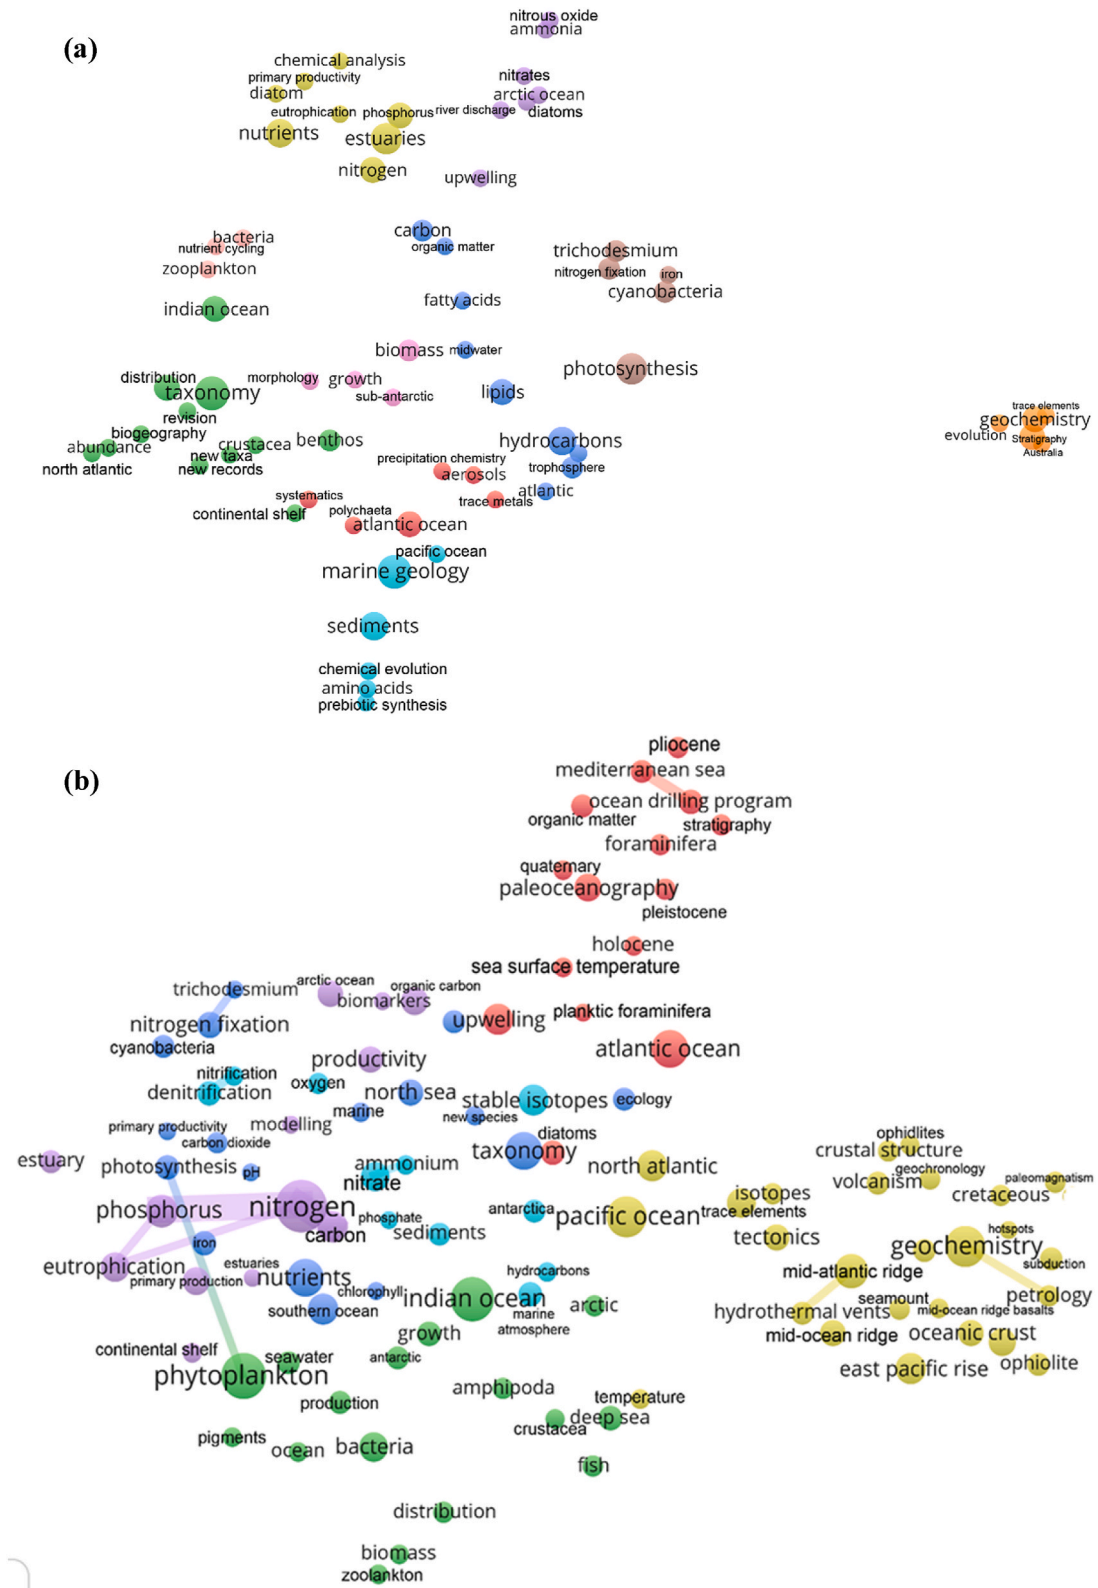 (a)
nitrous oxide
ammonia
chemical analysis
primary productivity
nitrates
diatom
arctic ocean
eutrophication
phosphorus
river discharge
diatoms
nutrients
estuaries
nitrogen
upwelling
carbon
bacteria
organic matter
nutrient cycling
trichodesmium
zooplankton
nitrogen fixation
iron
cyanobacteria
fatty acids
indian ocean
biomass
midwater
photosynthesis
distribution
morphology
growth
taxonomy
sub-antarctic
lipids
trace elements
revision
geochemistry
biogeography
evolution
Stratigraphy
abundance
crustacea
benthos
hydrocarbons
Australia
new taxa
precipitation chemistry
north atlantic
new records
aerosols
trophosphere
systematics
trace metals
atlantic
continental shelf
polychaeta
atlantic ocean
pacific ocean
marine geology
sediments
chemical evolution
amino acids
prebiotic synthesis
(b)
pliocene
mediterranean sea
ocean drilling program
organic matter
stratigraphy
foraminifera
quaternary
paleoceanography
pleistocene
holocene
sea surface temperature
trichodesmium
arctic ocean
organic carbon
biomarkers
nitrogen fixation
upwelling
planktic foraminifera
cyanobacteria
atlantic ocean
productivity
nitrification
denitrification
oxygen
north sea
stable isotopes
ecology
marine
new species
primary productivity
modelling
carbon dioxide
diatoms
taxonomy
ophidlites
crustal structure
estuary
photosynthesis
pH
ammonium
nitrate
north atlantic
geochronology
volcanism
paleomagnatism
isotopes
cretaceous
phosphorus
nitrogen
phosphate
antarctica
pacific ocean
trace elements
carbon
sediments
tectonics
hotspots
iron
geochemistry
eutrophication
estuaries
primary production
nutrients
hydrocarbons
mid-atlantic ridge
subduction
chlorophyll
indian ocean
seamount
petrology
southern ocean
marine
atmosphere
arctic
hydrothermal vents
mid-ocean ridge basalts
growth
mid-ocean ridge
oceanic crust
continental shelf
seawater
antarctic
east pacific rise
ophiolite
phytoplankton
amphipoda
temperature
production
crustacea
deep sea
pigments
ocean
bacteria
fish
distribution
biomass
zoolankton